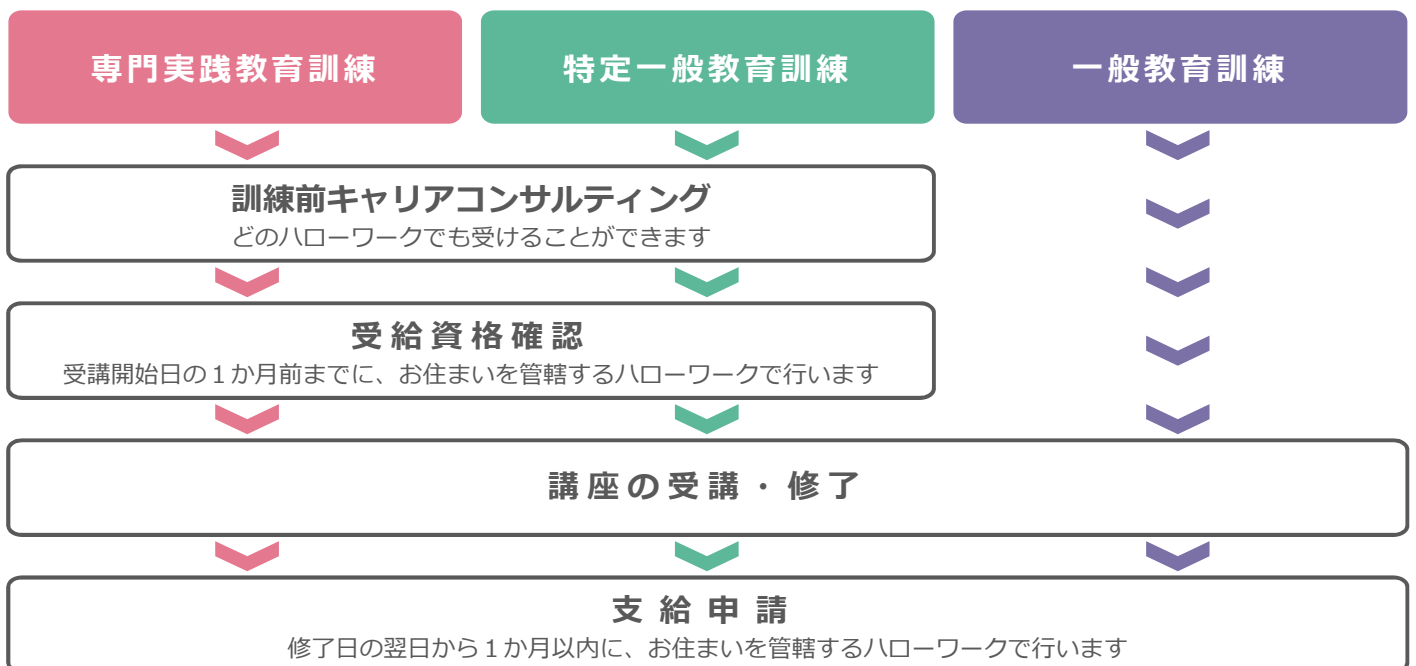 専門実践教育訓練
特定一般教育訓練
一般教育訓練
訓練前キャリアコンサルティング
どのハローワークでも受けることができます
受給資格確認
受講開始日の１か月前までに、お住まいを管轄するハローワークで行います
講座の受講・修了
支給申請
修了日の翌日から１か月以内に、お住まいを管轄するハローワークで行います